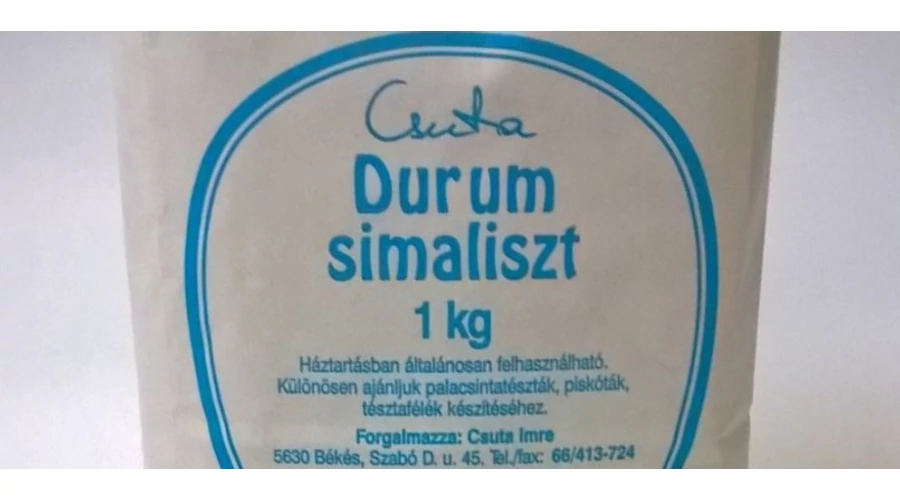 Csuta
Durum
simaliszt
1 kg
Háztartásban általánosan felhasználható.
Különösen ajánljuk palacsintatészták, piskóták,
tésztafélék készítéséhez.
Forgalmazza: Csuta Imre
5630 Békés, Szabó D. u. 45. Tel./fax: 66/413-724